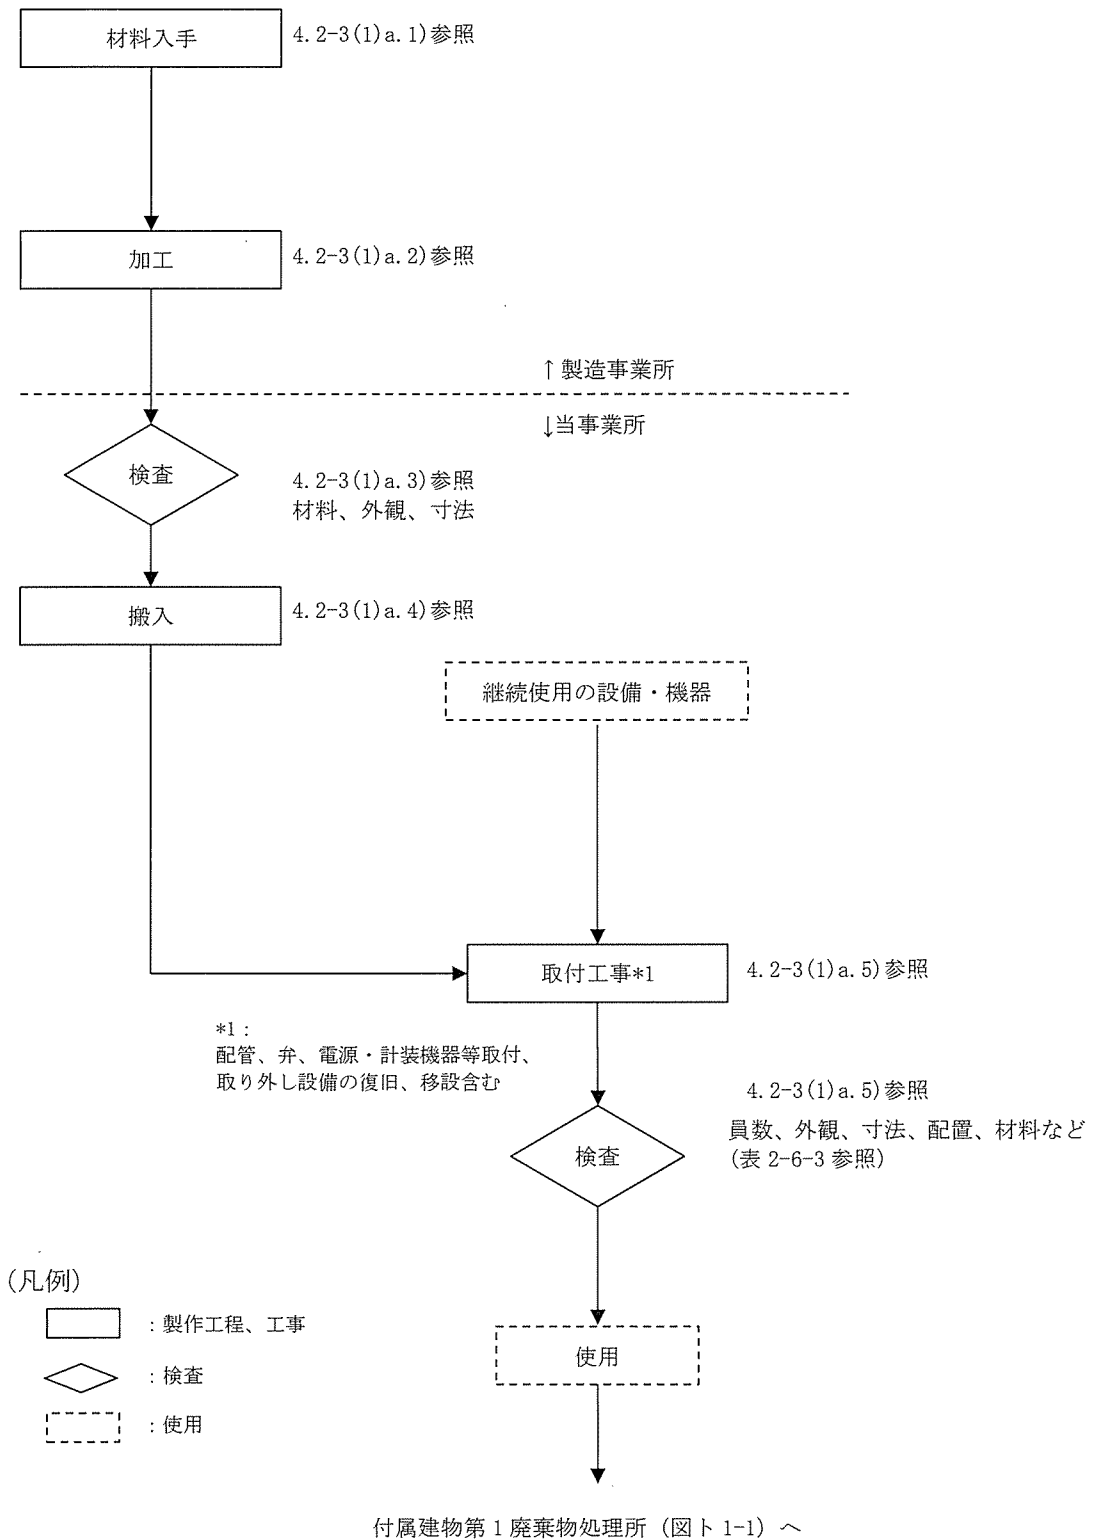 材料入手
4.2-3(1)a.1)参照
加工
4.2-3(1)a.2)参照
↑製造事業所
↓当事業所
検査
4.2-3(1)a.3)参照
材料、外観、寸法
搬入
4.2-3(1)a.4)参照
継続使用の設備・機器
取付工事*1
4.2-3(1)a.5)参照
*1:
配管、弁、電源・計装機器等取付、
取り外し設備の復旧、移設含む
4.2-3(1)a.5)参照
員数、外観、寸法、配置、材料など
(表 2-6-3 参照)
検査
(凡例)
:製作工程、工事
:検査
:使用
使用
付属建物第1廃棄物処理所(図ト1-1)へ